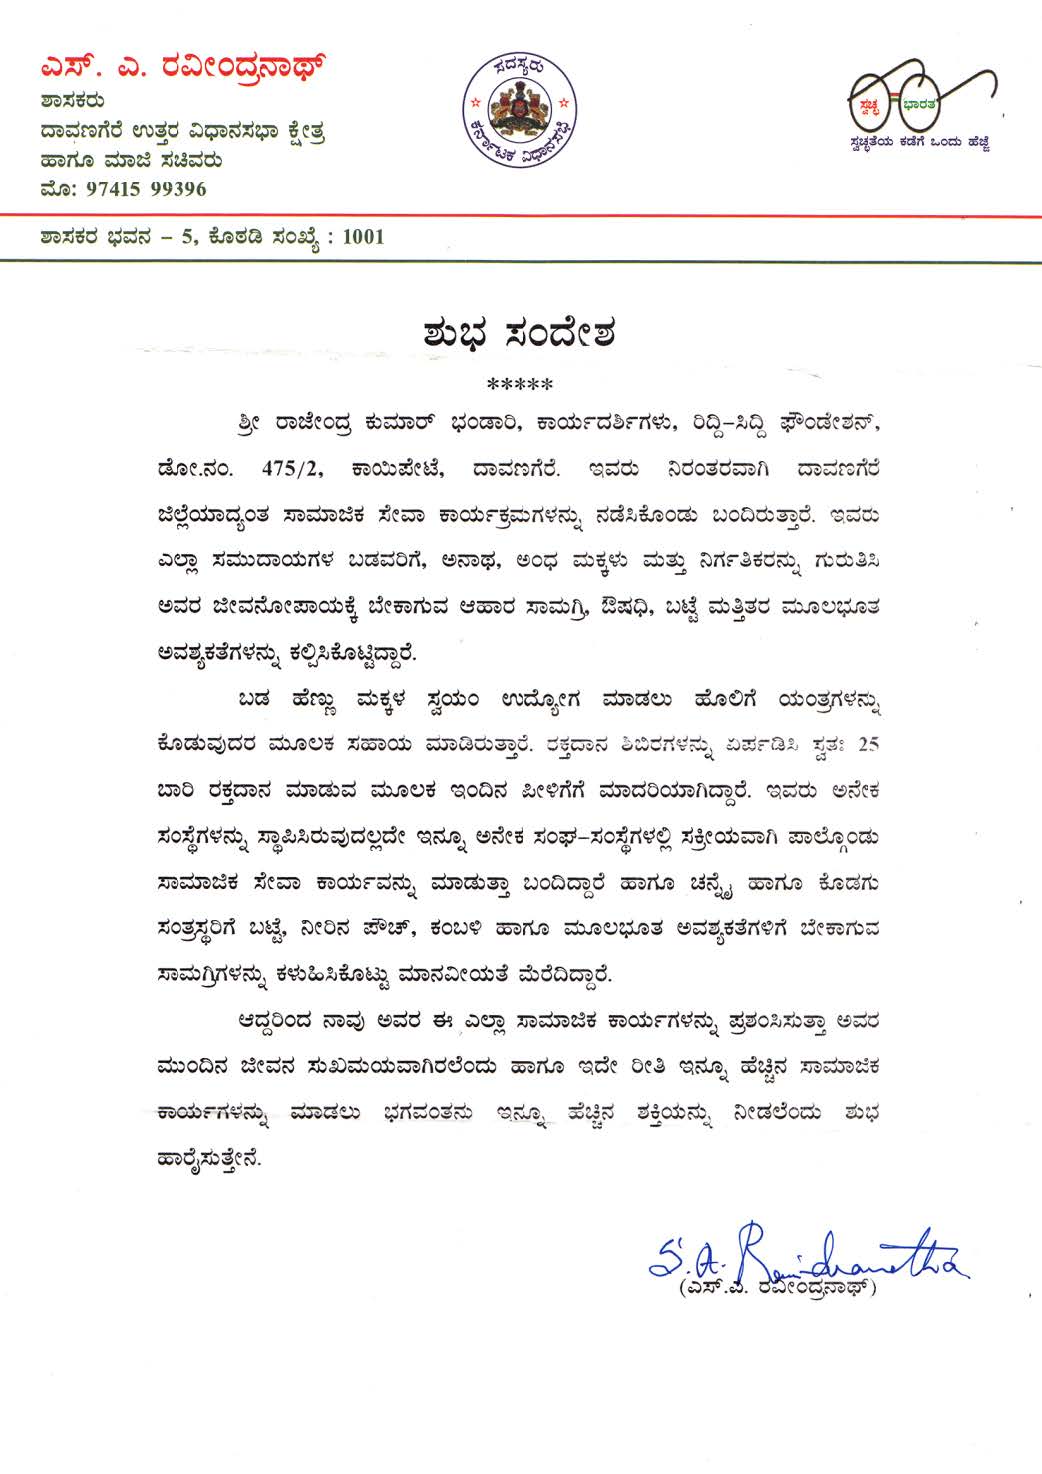 ಎಸ್. ಎ. ರವೀಂದ್ರನಾಥ್
ಶಾಸಕರು
ದಾವಣಗೆರೆ ಉತ್ತರ ವಿಧಾನಸಭಾ ಕ್ಷೇತ್ರ
ಹಾಗೂ ಮಾಜಿ ಸಚಿವರು
ಮೊ: 97415 99396
ಸದಸ್ಯರು
ಕರ್ನಾಟಕ ವಿಧಾನಸಭೆ
ಸ್ವಚ್ಛ ಭಾರತ
ಸ್ವಚ್ಛತೆಯ ಕಡೆಗೆ ಒಂದು ಹೆಜ್ಜೆ
ಶಾಸಕರ ಭವನ – 5, ಕೊಠಡಿ ಸಂಖ್ಯೆ : 1001
ಶುಭ ಸಂದೇಶ
*****
ಶ್ರೀ ರಾಜೇಂದ್ರ ಕುಮಾರ್ ಭಂಡಾರಿ, ಕಾರ್ಯದರ್ಶಿಗಳು, ರಿದ್ದಿ–ಸಿದ್ದಿ ಫೌಂಡೇಶನ್,
ಡೋ.ನಂ. 475/2, ಕಾಯಿಪೇಟೆ, ದಾವಣಗೆರೆ. ಇವರು ನಿರಂತರವಾಗಿ ದಾವಣಗೆರೆ
ಜಿಲ್ಲೆಯಾದ್ಯಂತ ಸಾಮಾಜಿಕ ಸೇವಾ ಕಾರ್ಯಕ್ರಮಗಳನ್ನು ನಡೆಸಿಕೊಂಡು ಬಂದಿರುತ್ತಾರೆ. ಇವರು
ಎಲ್ಲಾ ಸಮುದಾಯಗಳ ಬಡವರಿಗೆ, ಅನಾಥ, ಅಂಧ ಮಕ್ಕಳು ಮತ್ತು ನಿರ್ಗತಿಕರನ್ನು ಗುರುತಿಸಿ
ಅವರ ಜೀವನೋಪಾಯಕ್ಕೆ ಬೇಕಾಗುವ ಆಹಾರ ಸಾಮಗ್ರಿ, ಔಷಧಿ, ಬಟ್ಟೆ ಮತ್ತಿತರ ಮೂಲಭೂತ
ಅವಶ್ಯಕತೆಗಳನ್ನು ಕಲ್ಪಿಸಿಕೊಟ್ಟಿದ್ದಾರೆ.
ಬಡ ಹೆಣ್ಣು ಮಕ್ಕಳ ಸ್ವಯಂ ಉದ್ಯೋಗ ಮಾಡಲು ಹೊಲಿಗೆ ಯಂತ್ರಗಳನ್ನು
ಕೊಡುವುದರ ಮೂಲಕ ಸಹಾಯ ಮಾಡಿರುತ್ತಾರೆ. ರಕ್ತದಾನ ಶಿಬಿರಗಳನ್ನು ಏರ್ಪಡಿಸಿ ಸ್ವತಃ 25
ಬಾರಿ ರಕ್ತದಾನ ಮಾಡುವ ಮೂಲಕ ಇಂದಿನ ಪೀಳಿಗೆಗೆ ಮಾದರಿಯಾಗಿದ್ದಾರೆ. ಇವರು ಅನೇಕ
ಸಂಸ್ಥೆಗಳನ್ನು ಸ್ಥಾಪಿಸಿರುವುದಲ್ಲದೇ ಇನ್ನೂ ಅನೇಕ ಸಂಘ–ಸಂಸ್ಥೆಗಳಲ್ಲಿ ಸಕ್ರೀಯವಾಗಿ ಪಾಲ್ಗೊಂಡು
ಸಾಮಾಜಿಕ ಸೇವಾ ಕಾರ್ಯವನ್ನು ಮಾಡುತ್ತಾ ಬಂದಿದ್ದಾರೆ ಹಾಗೂ ಚನ್ನೈ ಹಾಗೂ ಕೊಡಗು
ಸಂತ್ರಸ್ಥರಿಗೆ ಬಟ್ಟೆ, ನೀರಿನ ಪೌಚ್, ಕಂಬಳಿ ಹಾಗೂ ಮೂಲಭೂತ ಅವಶ್ಯಕತೆಗಳಿಗೆ ಬೇಕಾಗುವ
ಸಾಮಗ್ರಿಗಳನ್ನು ಕಳುಹಿಸಿಕೊಟ್ಟು ಮಾನವೀಯತೆ ಮೆರೆದಿದ್ದಾರೆ.
ಆದ್ದರಿಂದ ನಾವು ಅವರ ಈ ಎಲ್ಲಾ ಸಾಮಾಜಿಕ ಕಾರ್ಯಗಳನ್ನು ಪ್ರಶಂಸಿಸುತ್ತಾ ಅವರ
ಮುಂದಿನ ಜೀವನ ಸುಖಮಯವಾಗಿರಲೆಂದು ಹಾಗೂ ಇದೇ ರೀತಿ ಇನ್ನೂ ಹೆಚ್ಚಿನ ಸಾಮಾಜಿಕ
ಕಾರ್ಯಗಳನ್ನು ಮಾಡಲು ಭಗವಂತನು ಇನ್ನೂ ಹೆಚ್ಚಿನ ಶಕ್ತಿಯನ್ನು ನೀಡಲೆಂದು ಶುಭ
ಹಾರೈಸುತ್ತೇನೆ.
S. A. Ravindranatha
(ಎಸ್.ಎ. ರವೀಂದ್ರನಾಥ್)